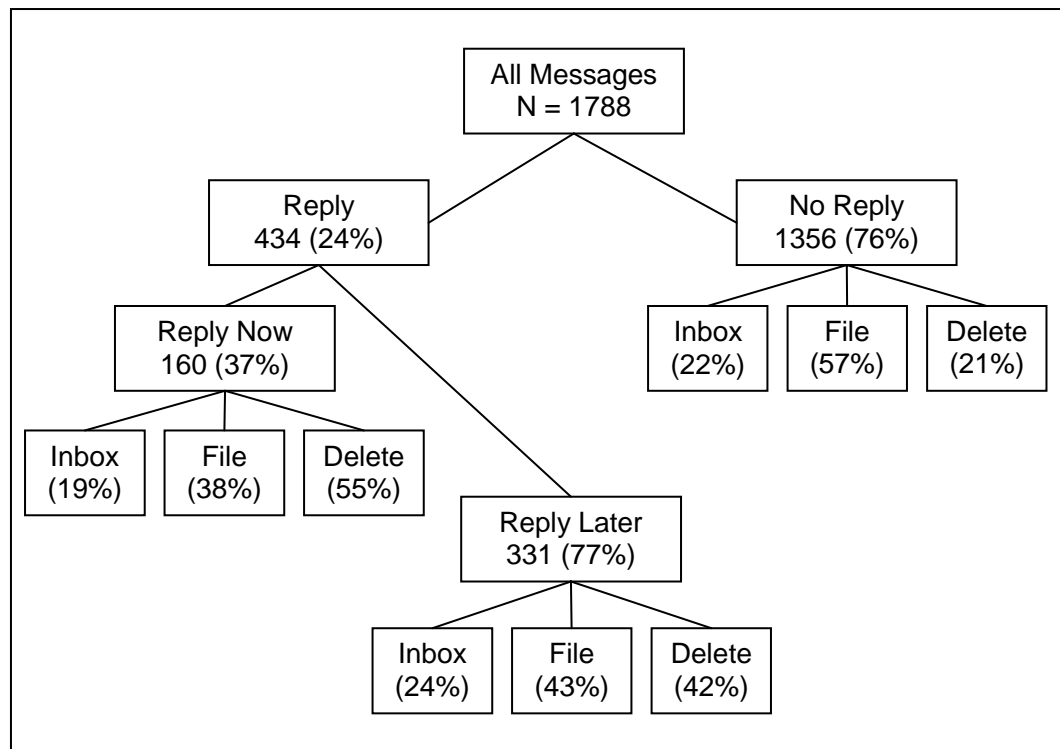 All Messages
N = 1788
Reply
434 (24%)
No Reply
1356 (76%)
Reply Now
160 (37%)
Inbox
(22%)
File
(57%)
Delete
(21%)
Inbox
(19%)
File
(38%)
Delete
(55%)
Reply Later
331 (77%)
Inbox
(24%)
File
(43%)
Delete
(42%)